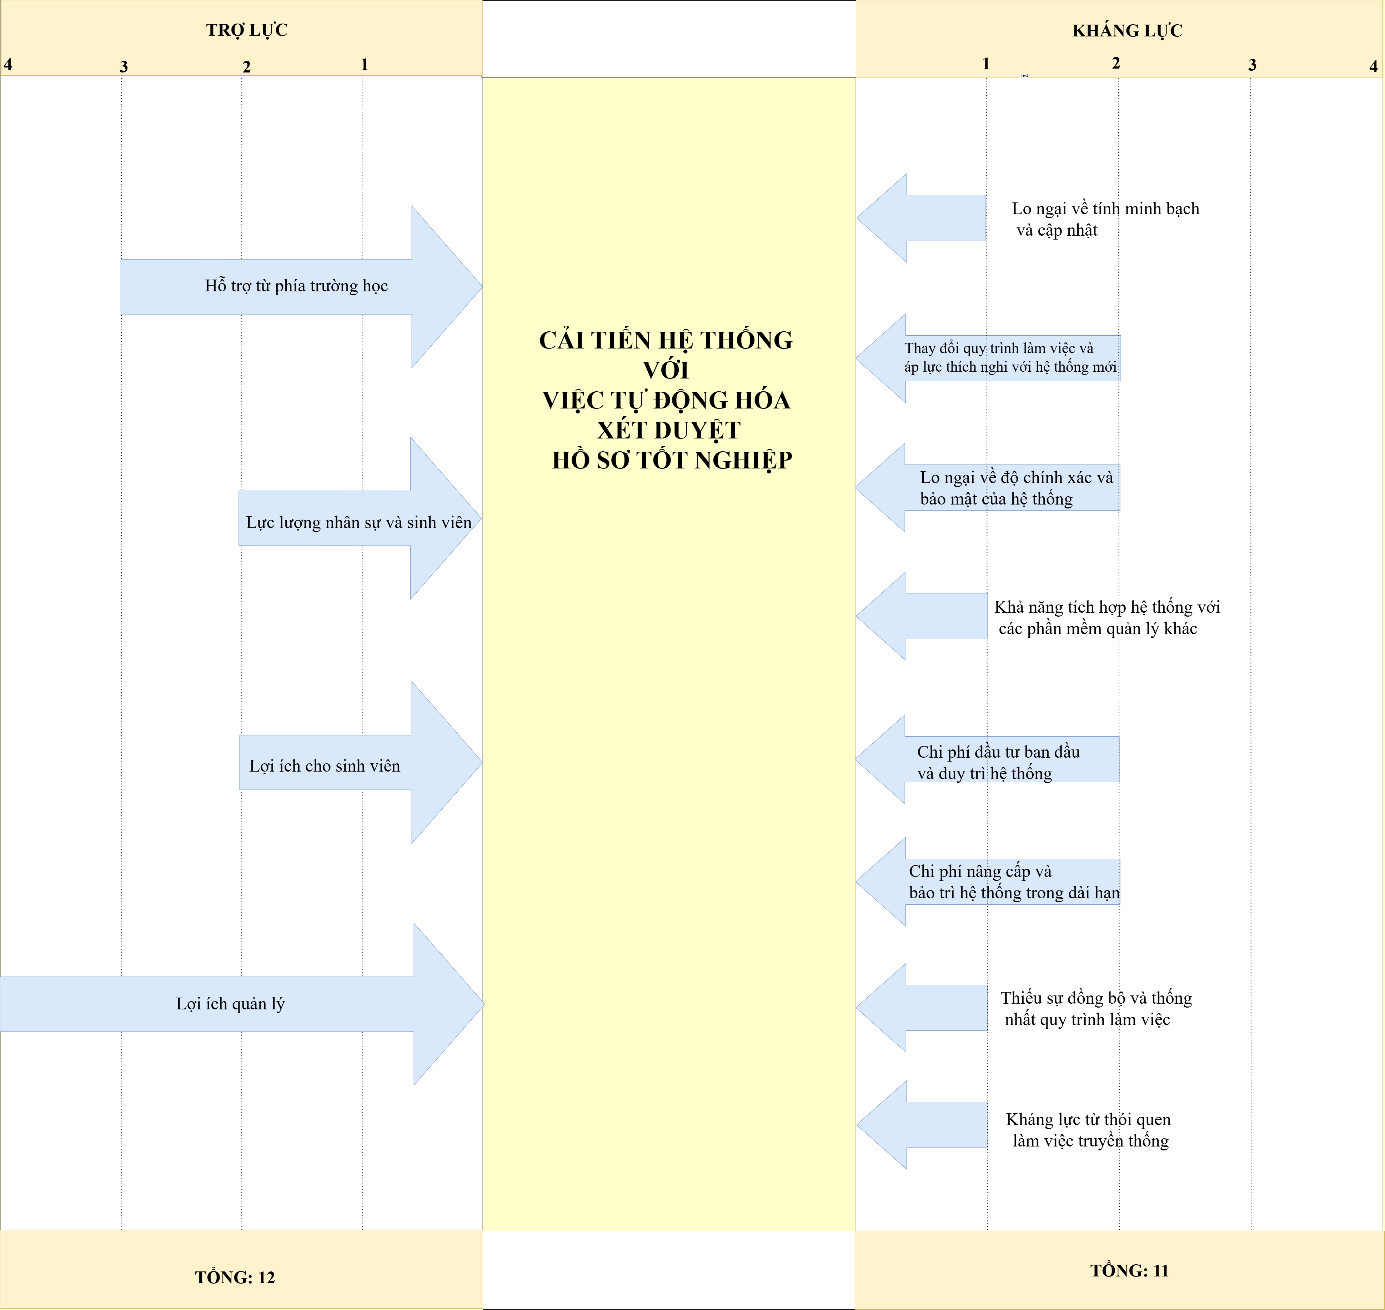 TRỢ LỰC
4 3 2 1
KHÁNG LỰC
1 2 3 4
Hỗ trợ từ phía trường học
Lực lượng nhân sự và sinh viên
Lợi ích cho sinh viên
Lợi ích quản lý
CẢI TIẾN HỆ THỐNG
VỚI
VIỆC TỰ ĐỘNG HÓA
XÉT DUYỆT
HỒ SƠ TỐT NGHIỆP
Lo ngại về tính minh bạch
và cập nhật
Thay đổi quy trình làm việc và
áp lực thích nghi với hệ thống mới
Lo ngại về độ chính xác và
bảo mật của hệ thống
Khả năng tích hợp hệ thống với
các phần mềm quản lý khác
Chi phí đầu tư ban đầu
và duy trì hệ thống
Chi phí nâng cấp và
bảo trì hệ thống trong dài hạn
Thiếu sự đồng bộ và thống
nhất quy trình làm việc
Kháng lực từ thói quen
làm việc truyền thống
TỔNG: 12
TỔNG: 11